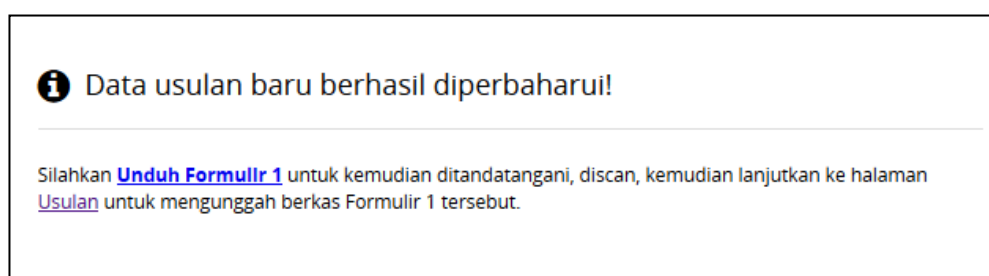 Data usulan baru berhasil diperbaharui!
Silahkan Unduh Formulir 1 untuk kemudian ditandatangani, discan, kemudian lanjutkan ke halaman
Usulan untuk mengunggah berkas Formulir 1 tersebut.